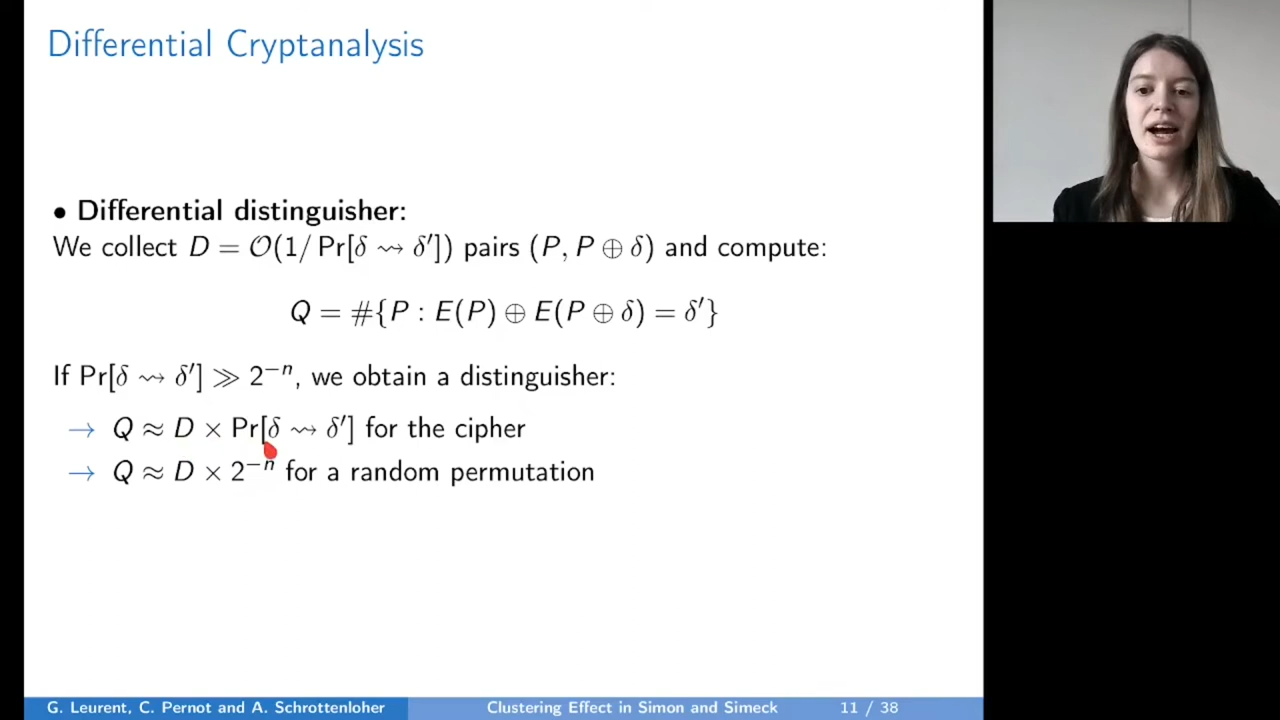 Differential Cryptanalysis
• Differential distinguisher:
We collect D = 𝒪(1/ Pr[δ ⇝ δ′]) pairs (P, P ⊕ δ) and compute:
Q = #{P : E(P) ⊕ E(P ⊕ δ) = δ′}
If Pr[δ ⇝ δ′] ≫ 2⁻ⁿ, we obtain a distinguisher:
→ Q ≈ D × Pr[δ ⇝ δ′] for the cipher
→ Q ≈ D × 2⁻ⁿ for a random permutation
G. Leurent, C. Pernot and A. Schrottenloher Clustering Effect in Simon and Simeck 11 / 38